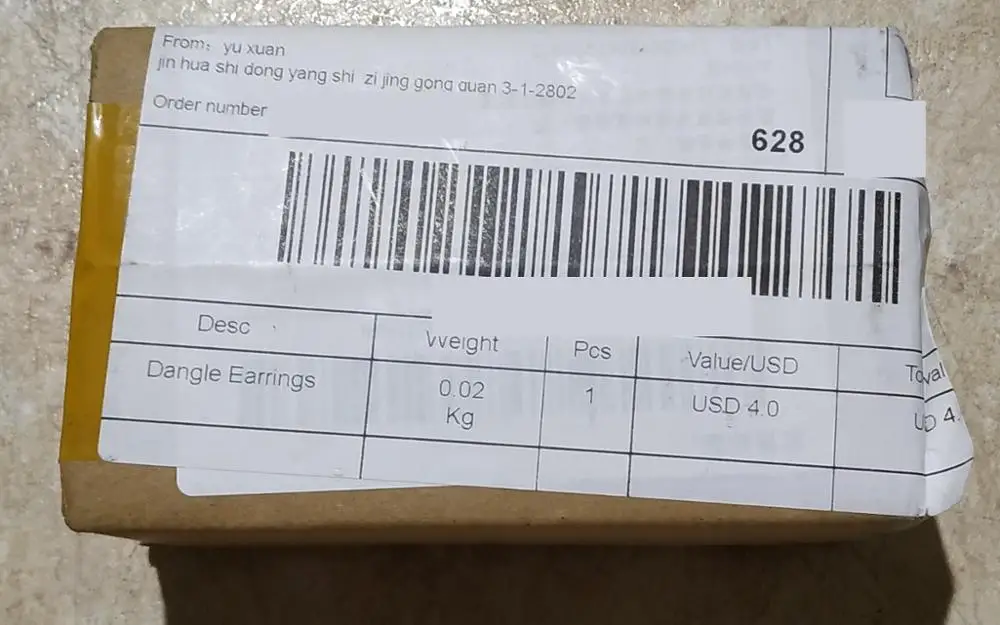 From: yu xuan
jin hua shi dong yang shi zi jing gong quan 3-1-2802
Order number
628
Desc Weight Pcs Value/USD
Dangle Earrings 0.02 1 USD 4.0
Kg